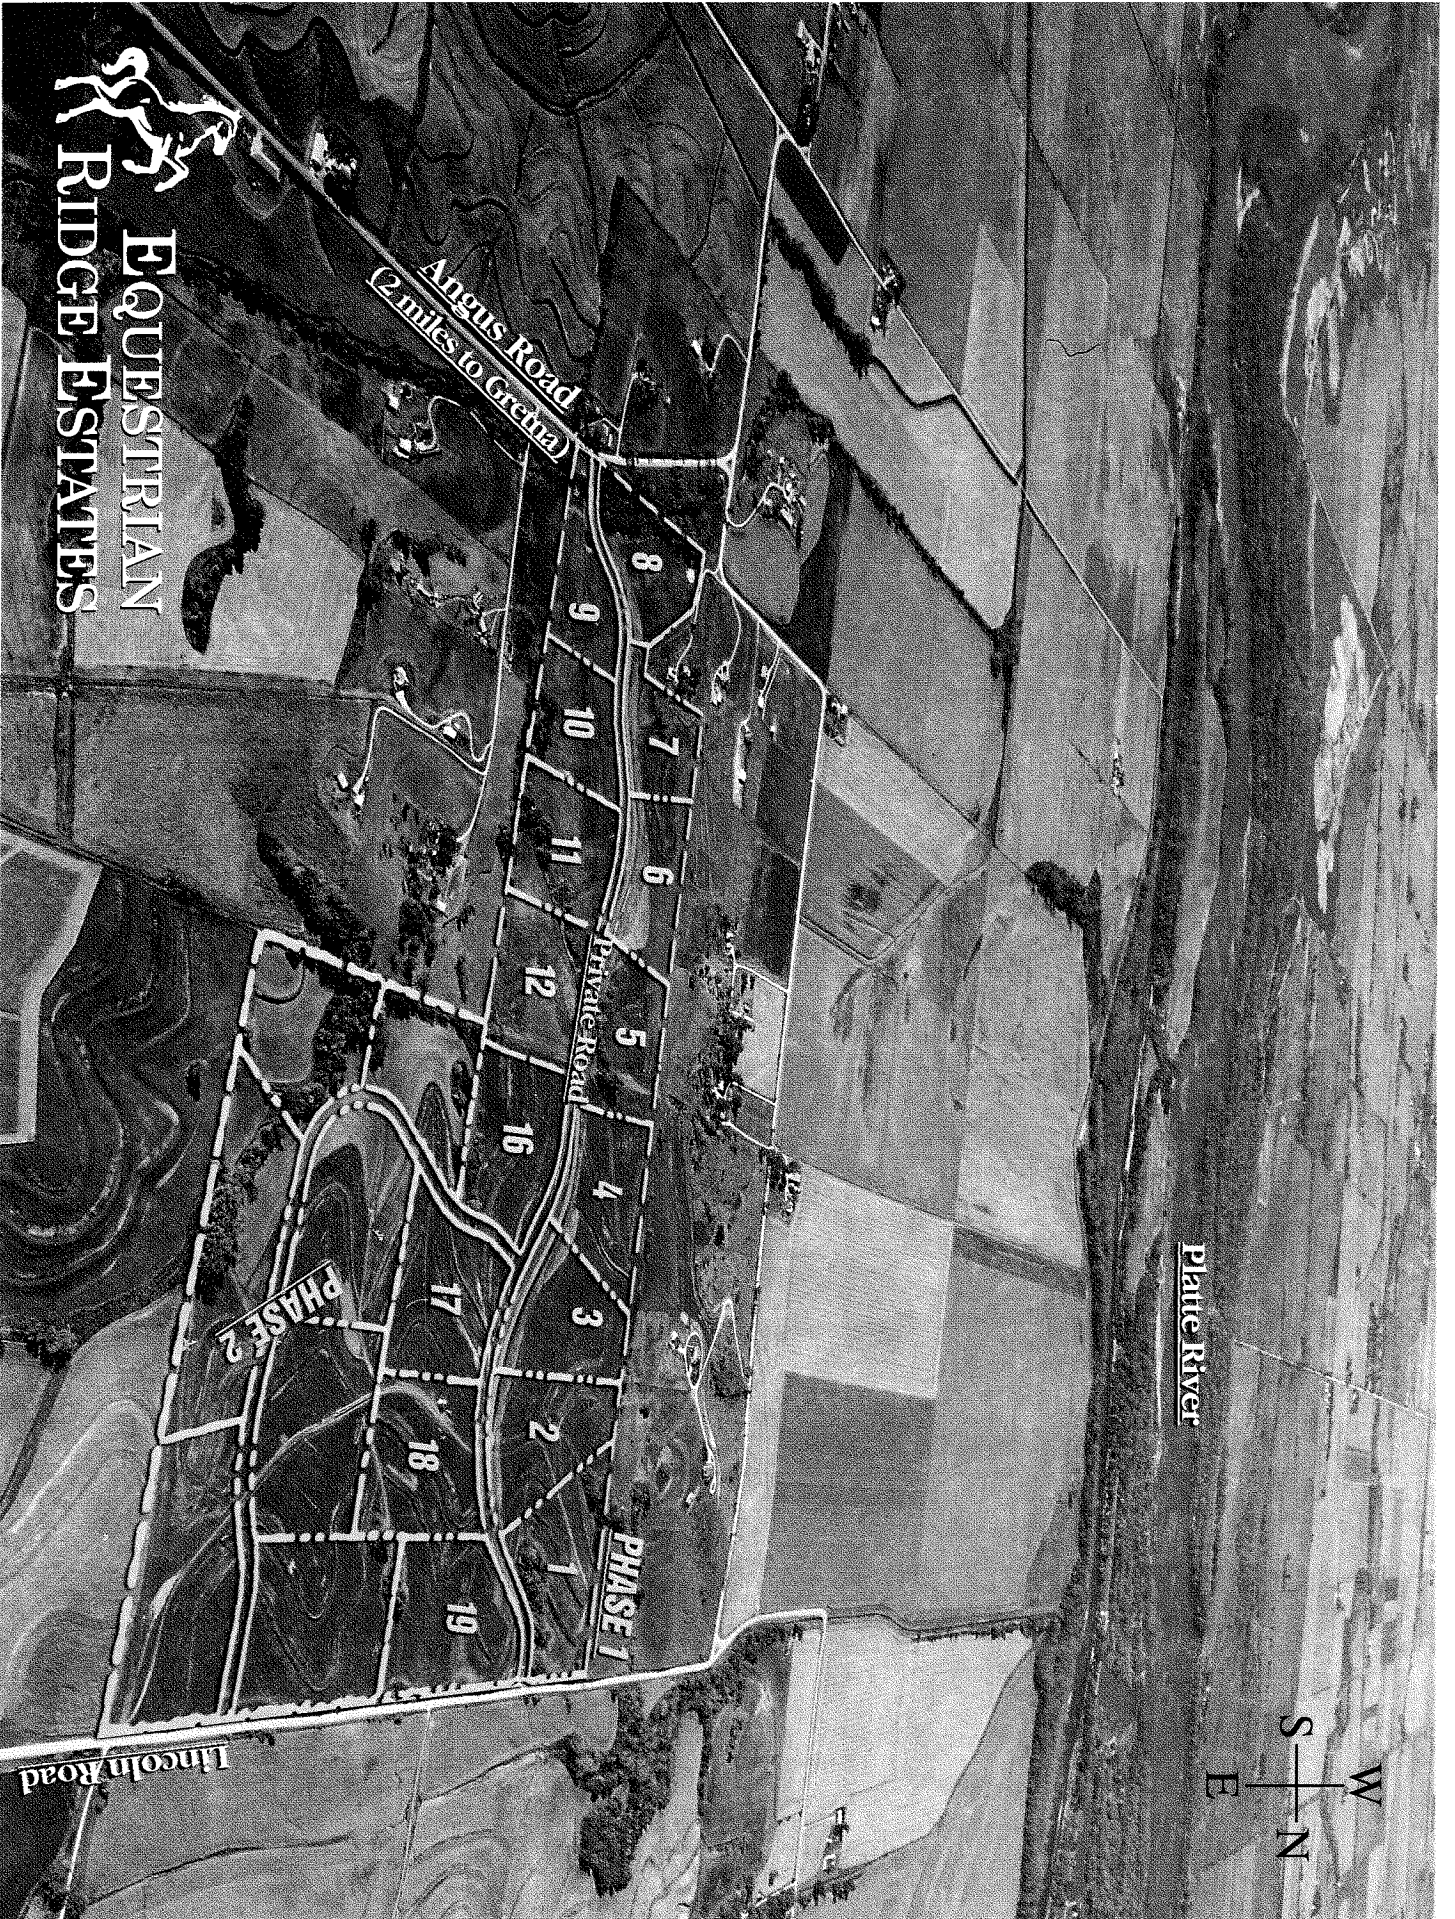 W
S N
E
Platte River
PHASE 1
8 7 6 5 4 3 2 1
9 10 11 12 16 17 18 19
Private Road
Angus Road
(2 miles to Gretna)
PHASE 2
Lincoln Road
EQUESTRIAN
RIDGE ESTATES